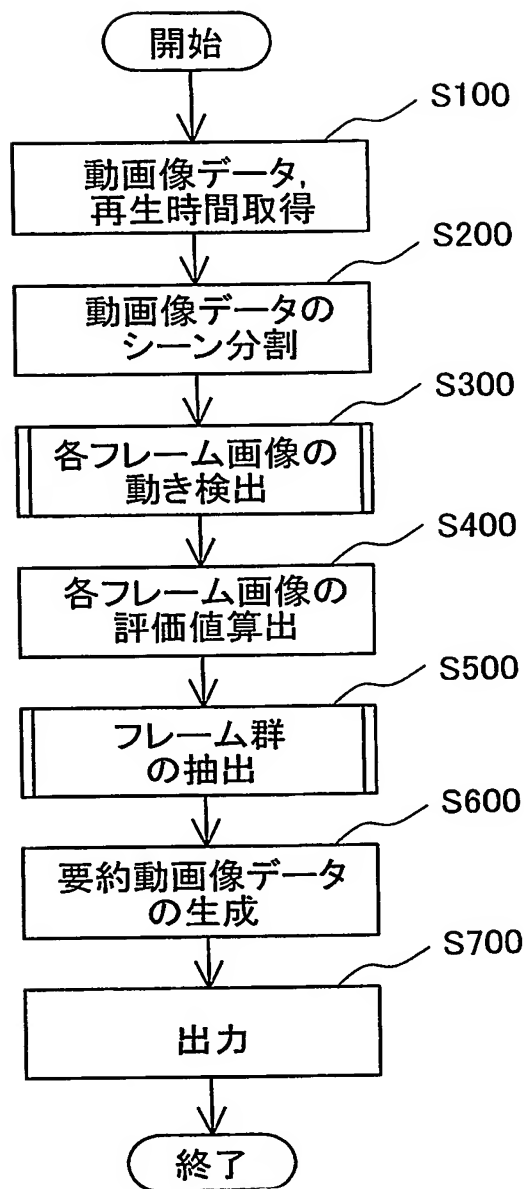 開始
S100
動画像データ,
再生時間取得
S200
動画像データの
シーン分割
S300
各フレーム画像の
動き検出
S400
各フレーム画像の
評価値算出
S500
フレーム群
の抽出
S600
要約動画像データ
の生成
S700
出力
終了